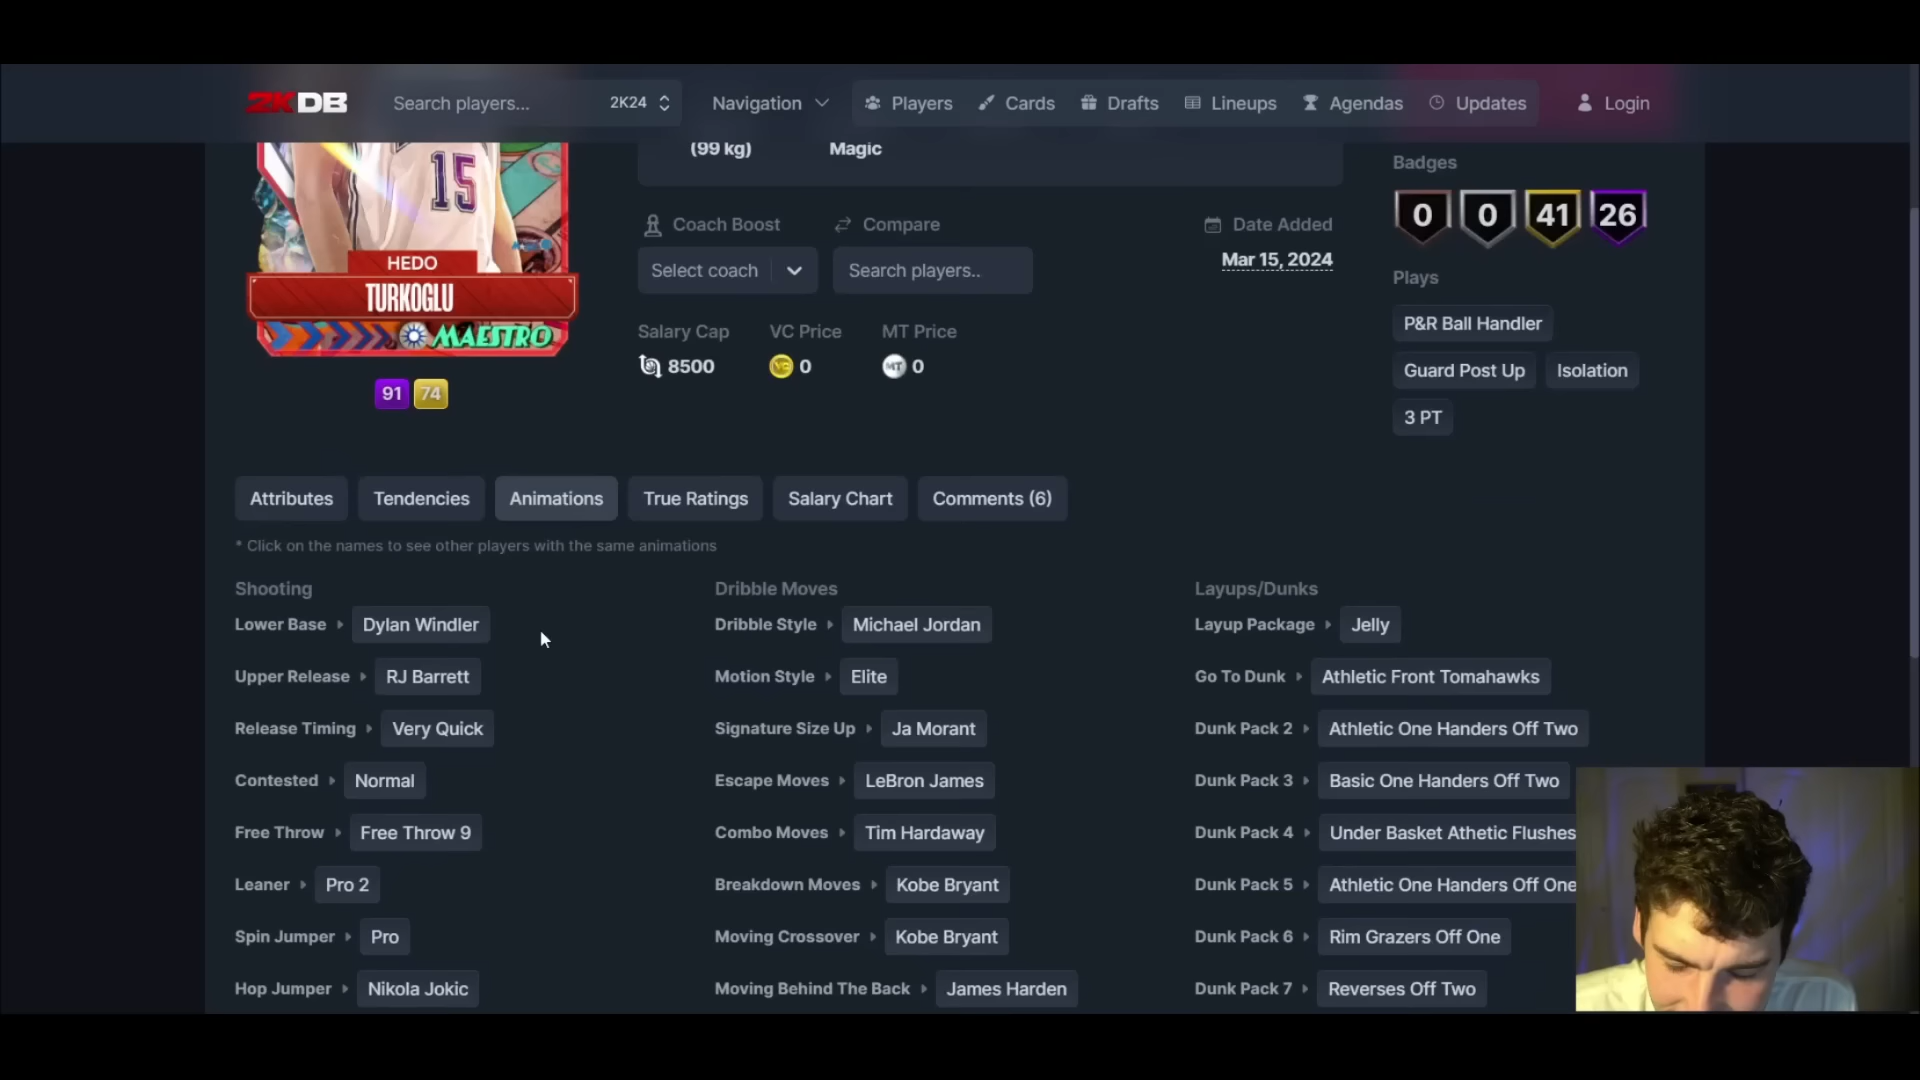 2KDB
Search players...
2K24
Navigation
Players
Cards
Drafts
Lineups
Agendas
Updates
Login
15
HEDO
TURKOGLU
MAESTRO
91
74
(99 kg)
Magic
Coach Boost
Compare
Select coach
Search players..
Salary Cap
VC Price
MT Price
8500
VC
0
MT
0
Date Added
Mar 15, 2024
Badges
0
0
41
26
Plays
P&R Ball Handler
Guard Post Up
Isolation
3 PT
Attributes
Tendencies
Animations
True Ratings
Salary Chart
Comments (6)
* Click on the names to see other players with the same animations
Shooting
Lower Base
Dylan Windler
Upper Release
RJ Barrett
Release Timing
Very Quick
Contested
Normal
Free Throw
Free Throw 9
Leaner
Pro 2
Spin Jumper
Pro
Hop Jumper
Nikola Jokic
Dribble Moves
Dribble Style
Michael Jordan
Motion Style
Elite
Signature Size Up
Ja Morant
Escape Moves
LeBron James
Combo Moves
Tim Hardaway
Breakdown Moves
Kobe Bryant
Moving Crossover
Kobe Bryant
Moving Behind The Back
James Harden
Layups/Dunks
Layup Package
Jelly
Go To Dunk
Athletic Front Tomahawks
Dunk Pack 2
Athletic One Handers Off Two
Dunk Pack 3
Basic One Handers Off Two
Dunk Pack 4
Under Basket Athetic Flushes
Dunk Pack 5
Athletic One Handers Off One
Dunk Pack 6
Rim Grazers Off One
Dunk Pack 7
Reverses Off Two